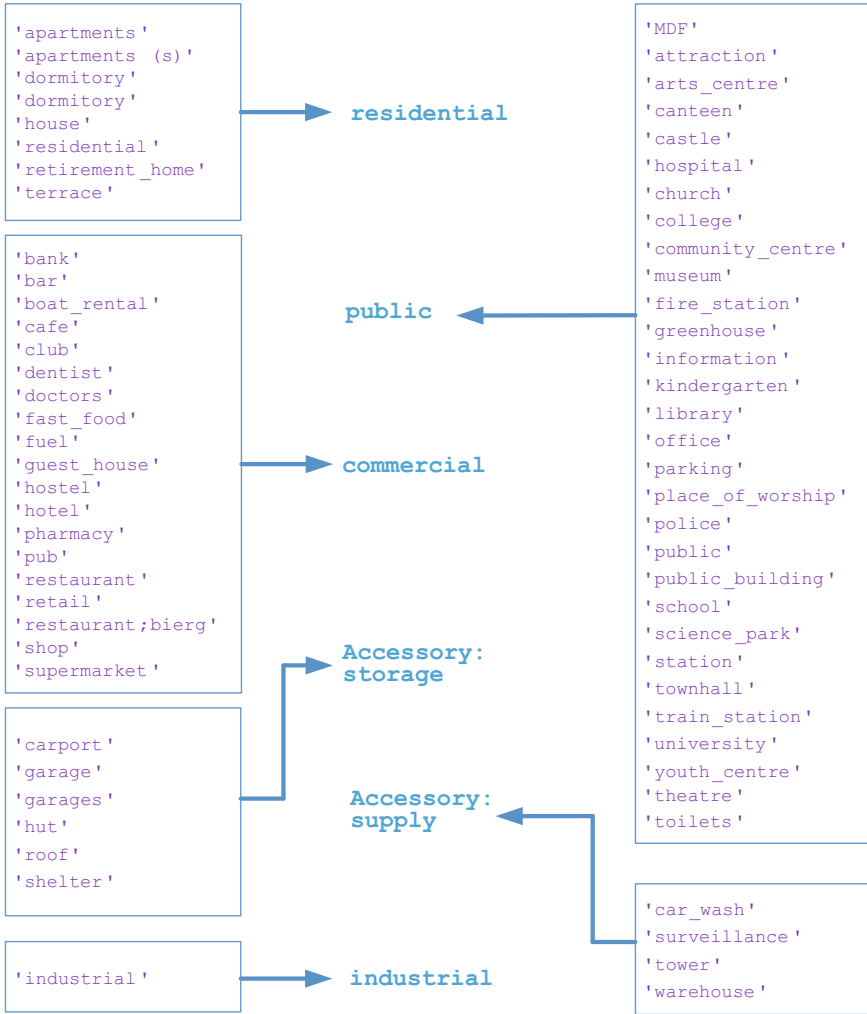 'apartments'
'apartments (s)'
'dormitory'
'dormitory'
'house'
'residential'
'retirement_home'
'terrace'
residential
'bank'
'bar'
'boat_rental'
'cafe'
'club'
'dentist'
'doctors'
'fast_food'
'fuel'
'guest_house'
'hostel'
'hotel'
'pharmacy'
'pub'
'restaurant'
'retail'
'restaurant;bierg'
'shop'
'supermarket'
commercial
'carport'
'garage'
'garages'
'hut'
'roof'
'shelter'
Accessory:
storage
'industrial'
industrial
public
'MDF'
'attraction'
'arts_centre'
'canteen'
'castle'
'hospital'
'church'
'college'
'community_centre'
'museum'
'fire_station'
'greenhouse'
'information'
'kindergarten'
'library'
'office'
'parking'
'place_of_worship'
'police'
'public'
'public_building'
'school'
'science_park'
'station'
'townhall'
'train_station'
'university'
'youth_centre'
'theatre'
'toilets'
Accessory:
supply
'car_wash'
'surveillance'
'tower'
'warehouse'